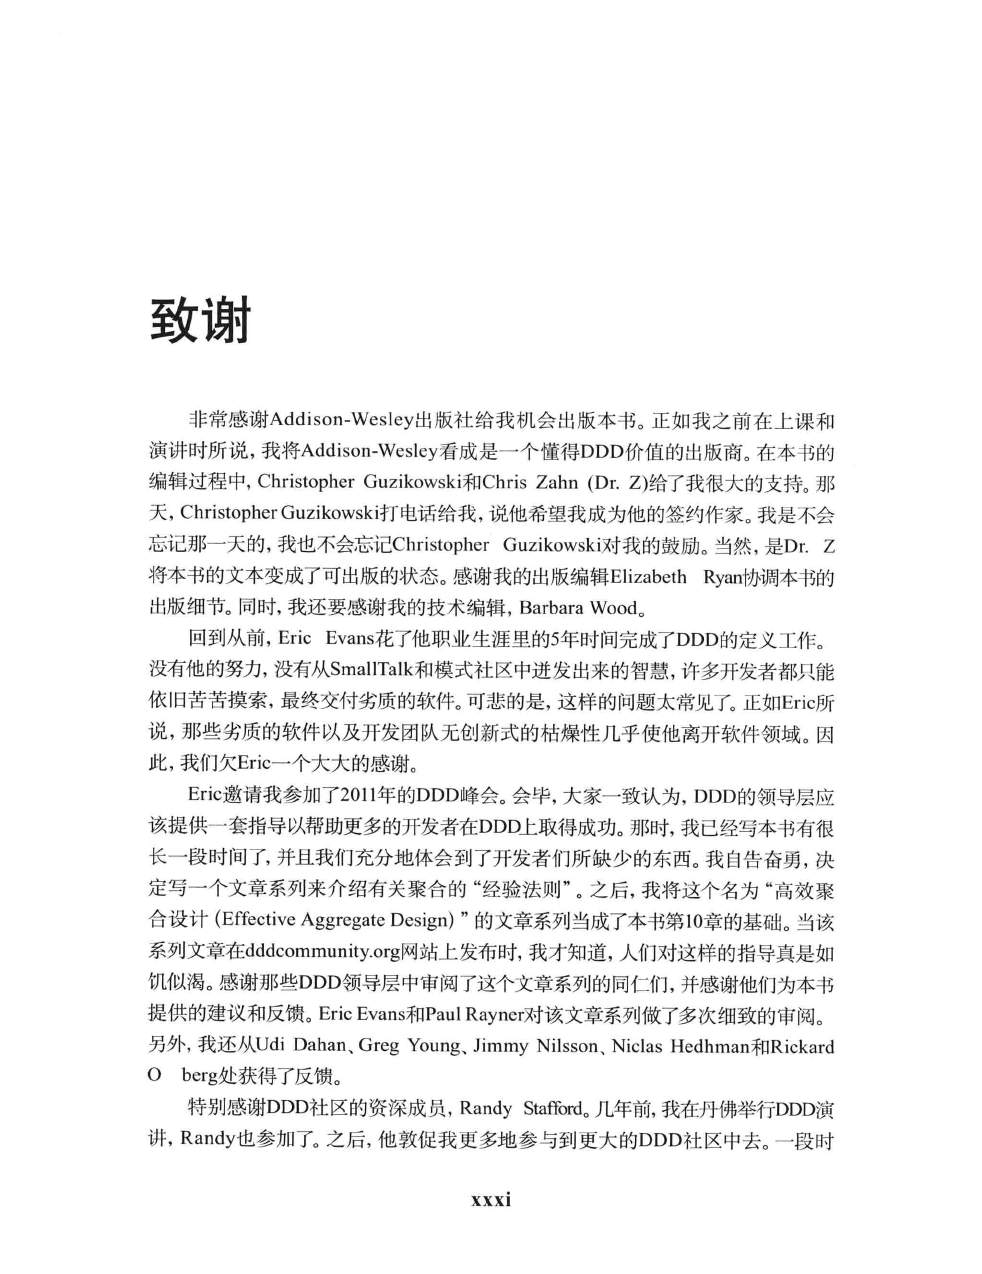 致谢
非常感谢Addison-Wesley出版社给我机会出版本书。正如我之前在上课和
演讲时所说，我将Addison-Wesley看成是一个懂得DDD价值的出版商。在本书的
编辑过程中，Christopher Guzikowski和Chris Zahn (Dr. Z)给了我很大的支持。那
天，Christopher Guzikowski打电话给我，说他希望我成为他的签约作家。我是不会
忘记那一天的，我也不会忘记Christopher Guzikowski对我的鼓励。当然，是Dr. Z
将本书的文本变成了可出版的状态。感谢我的出版编辑Elizabeth Ryan协调本书的
出版细节。同时，我还要感谢我的技术编辑，Barbara Wood。
回到从前，Eric Evans花了他职业生涯里的5年时间完成了DDD的定义工作。
没有他的努力，没有从SmallTalk和模式社区中迸发出来的智慧，许多开发者都只能
依旧苦苦摸索，最终交付劣质的软件。可悲的是，这样的问题太常见了。正如Eric所
说，那些劣质的软件以及开发团队无创新式的枯燥性几乎使他离开软件领域。因
此，我们欠Eric一个大大的感谢。
Eric邀请我参加了2011年的DDD峰会。会毕，大家一致认为，DDD的领导层应
该提供一套指导以帮助更多的开发者在DDD上取得成功。那时，我已经写本书有很
长一段时间了，并且我们充分地体会到了开发者们所缺少的东西。我自告奋勇，决
定写一个文章系列来介绍有关聚合的“经验法则”。之后，我将这个名为“高效聚
合设计（Effective Aggregate Design）”的文章系列当成了本书第10章的基础。当该
系列文章在dddcommunity.org网站上发布时，我才知道，人们对这样的指导真是如
饥似渴。感谢那些DDD领导层中审阅了这个文章系列的同仁们，并感谢他们为本书
提供的建议和反馈。Eric Evans和Paul Rayner对该文章系列做了多次细致的审阅。
另外，我还从Udi Dahan、Greg Young、Jimmy Nilsson、Niclas Hedhman和Rickard
O berg处获得了反馈。
特别感谢DDD社区的资深成员，Randy Stafford。几年前，我在丹佛举行DDD演
讲，Randy也参加了。之后，他敦促我更多地参与到更大的DDD社区中去。一段时
xxxi